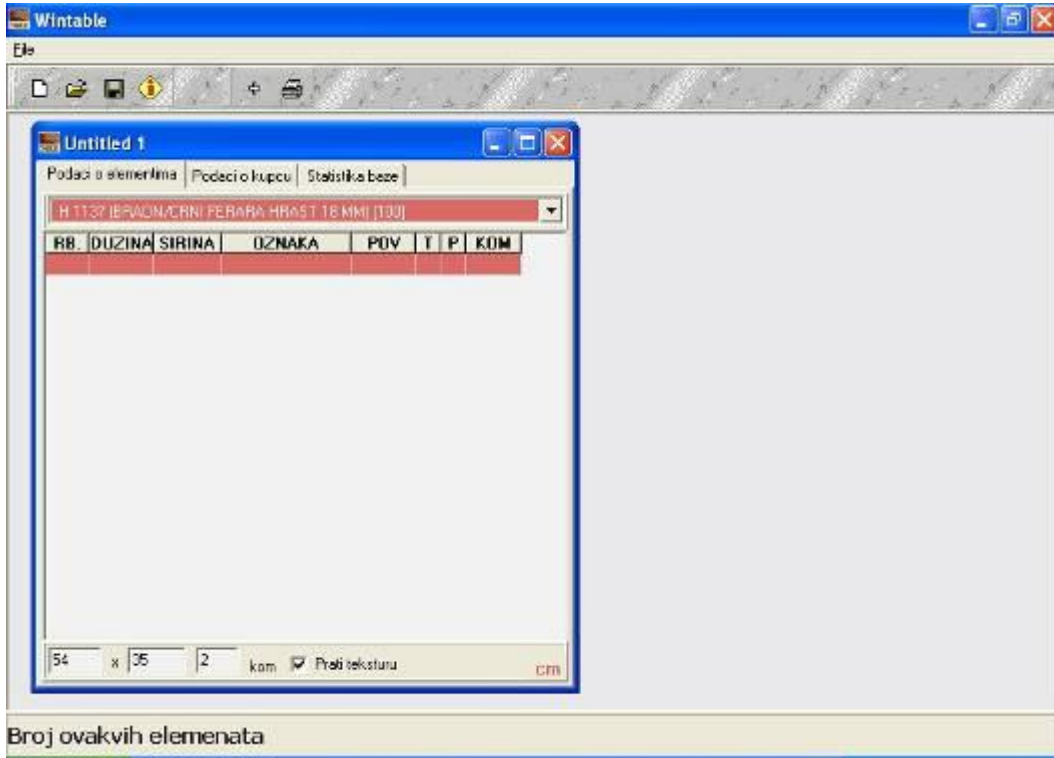 Wintable
File
Untitled 1
Podaci o elementima Podaci o kupcu Statistika baze
H 1137 (BRAON/CRNI FERARA HRAST 18 MM) [100]
RB. DUZINA SIRINA OZNAKA POV T P KOM
54 x 35 2 kom Prati teksturu cm
Broj ovakvih elemenata